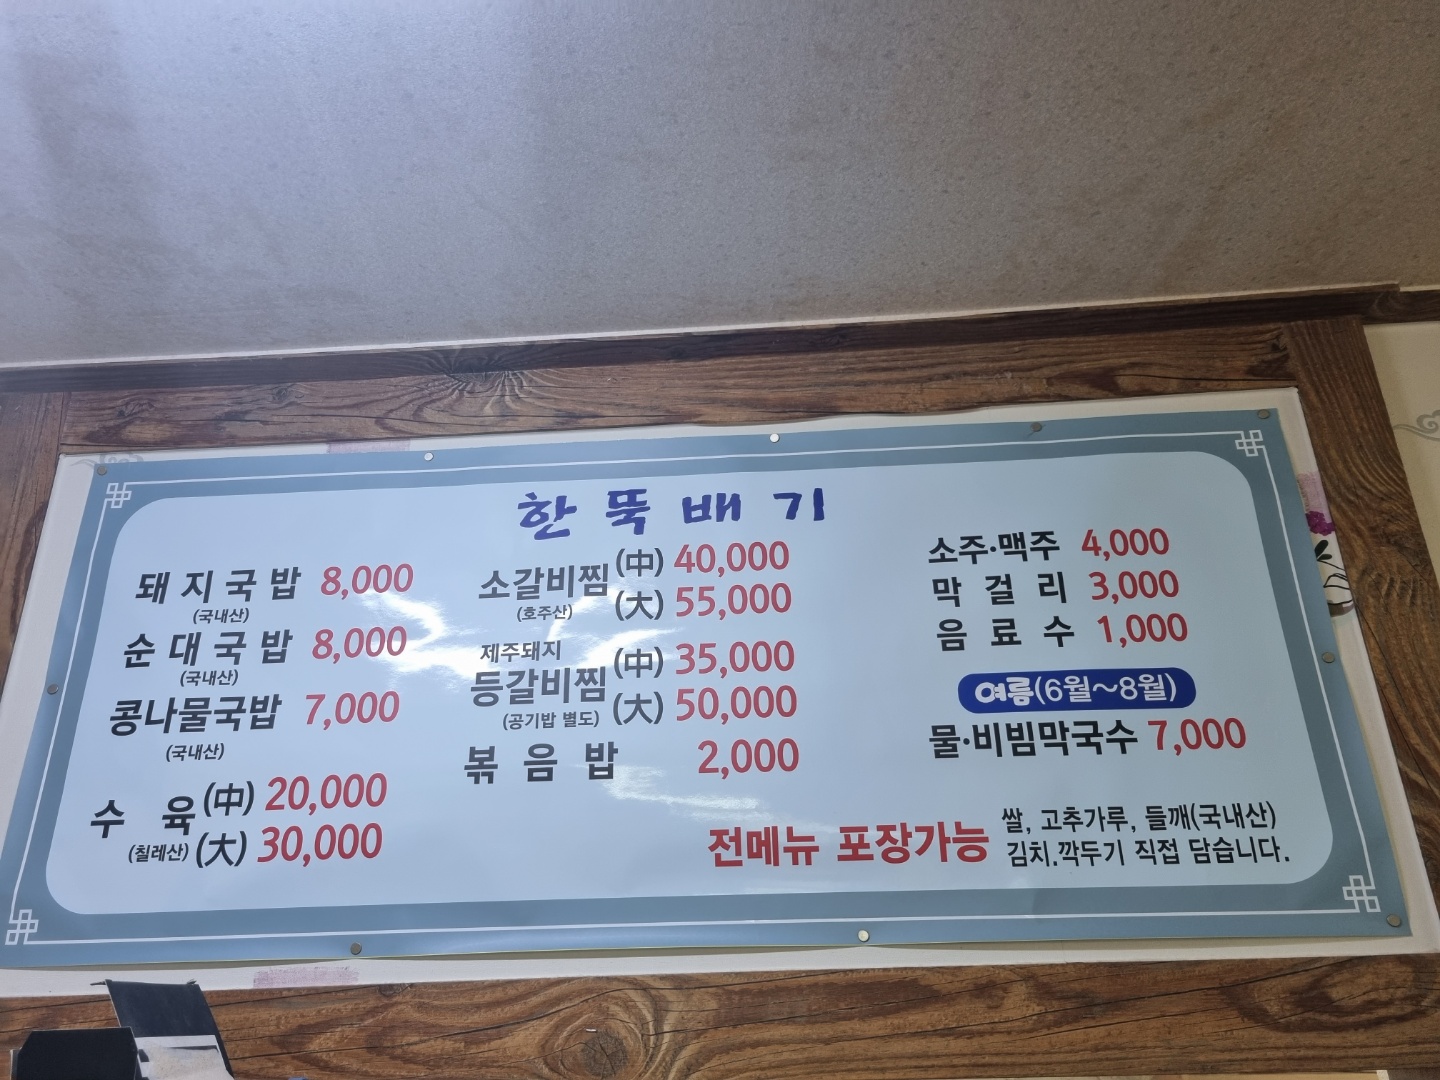 한뚝배기
돼지국밥 8,000
(국내산)
순대국밥 8,000
(국내산)
콩나물국밥 7,000
(국내산)
수 육 (中) 20,000
(칠레산) (大) 30,000
소갈비찜 (中) 40,000
(호주산) (大) 55,000
제주돼지
등갈비찜 (中) 35,000
(공기밥 별도) (大) 50,000
볶음밥 2,000
소주·맥주 4,000
막걸리 3,000
음료수 1,000
여름(6월~8월)
물·비빔막국수 7,000
전메뉴 포장가능
쌀, 고추가루, 들깨(국내산)
김치.깍두기 직접 담습니다.